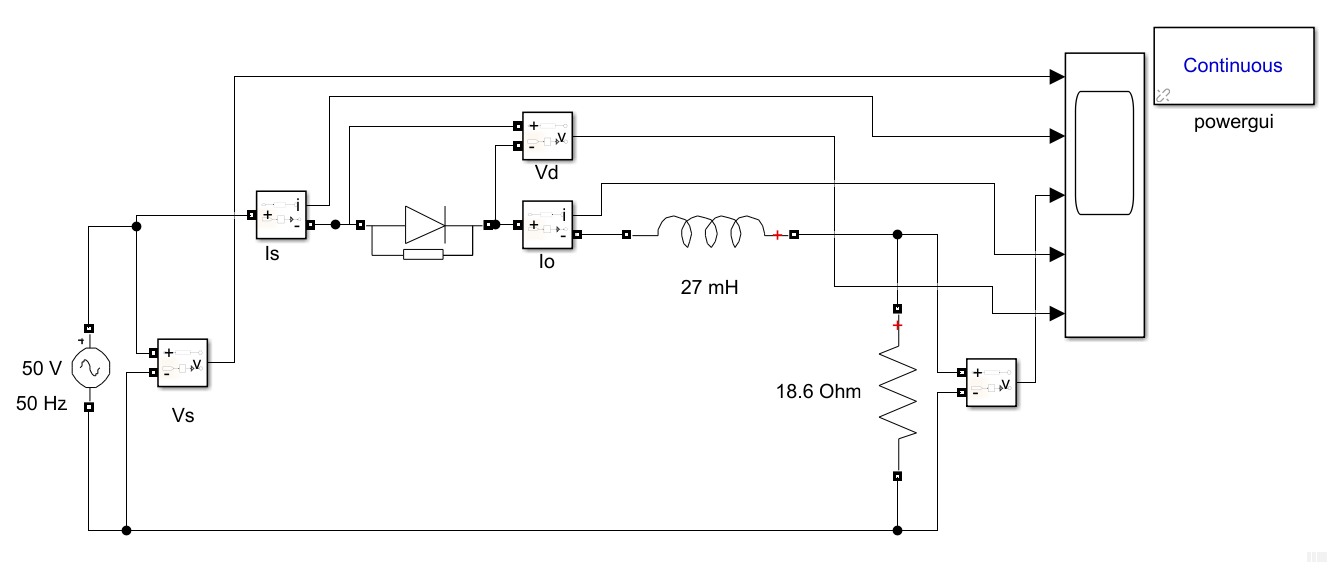 Continuous
powergui
+
-
v
Vd
i
+
-
Is
+
i
-
Io
+
27 mH
+
+
50 V
50 Hz
+
-
v
Vs
18.6 Ohm
+
-
v